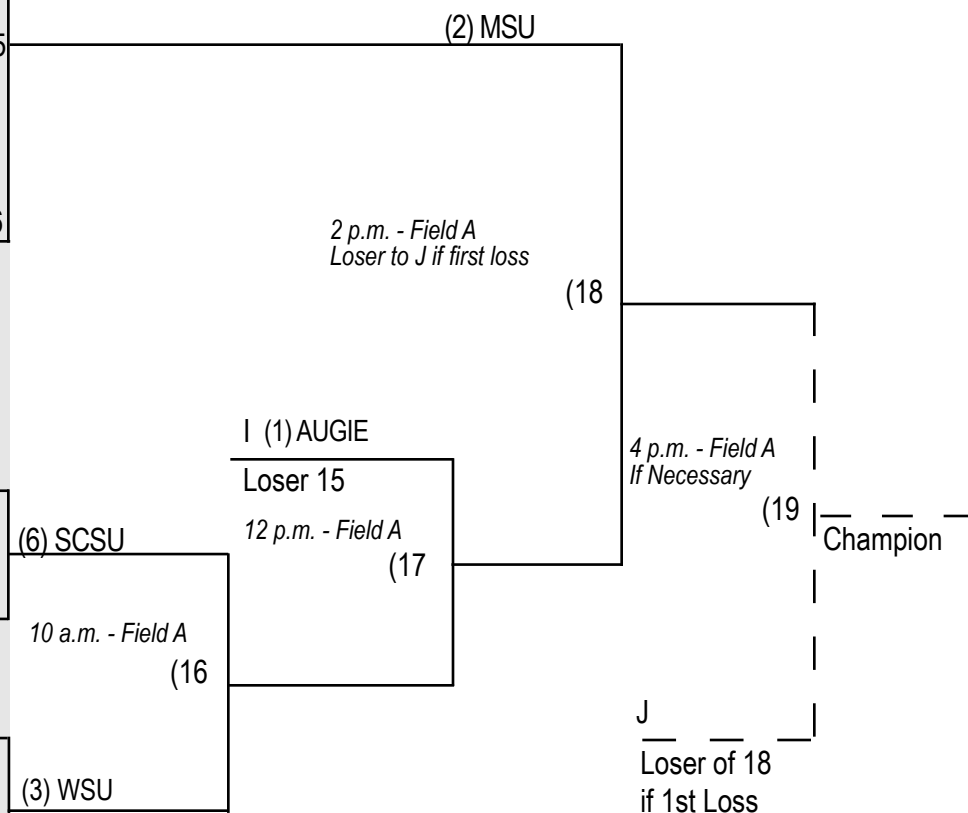 (2) MSU
5
2 p.m. - Field A
Loser to J if first loss
(18
I (1) AUGIE
Loser 15
12 p.m. - Field A
(17
4 p.m. - Field A
If Necessary
(19
Champion
(6) SCSU
10 a.m. - Field A
(16
J
Loser of 18
if 1st Loss
(3) WSU